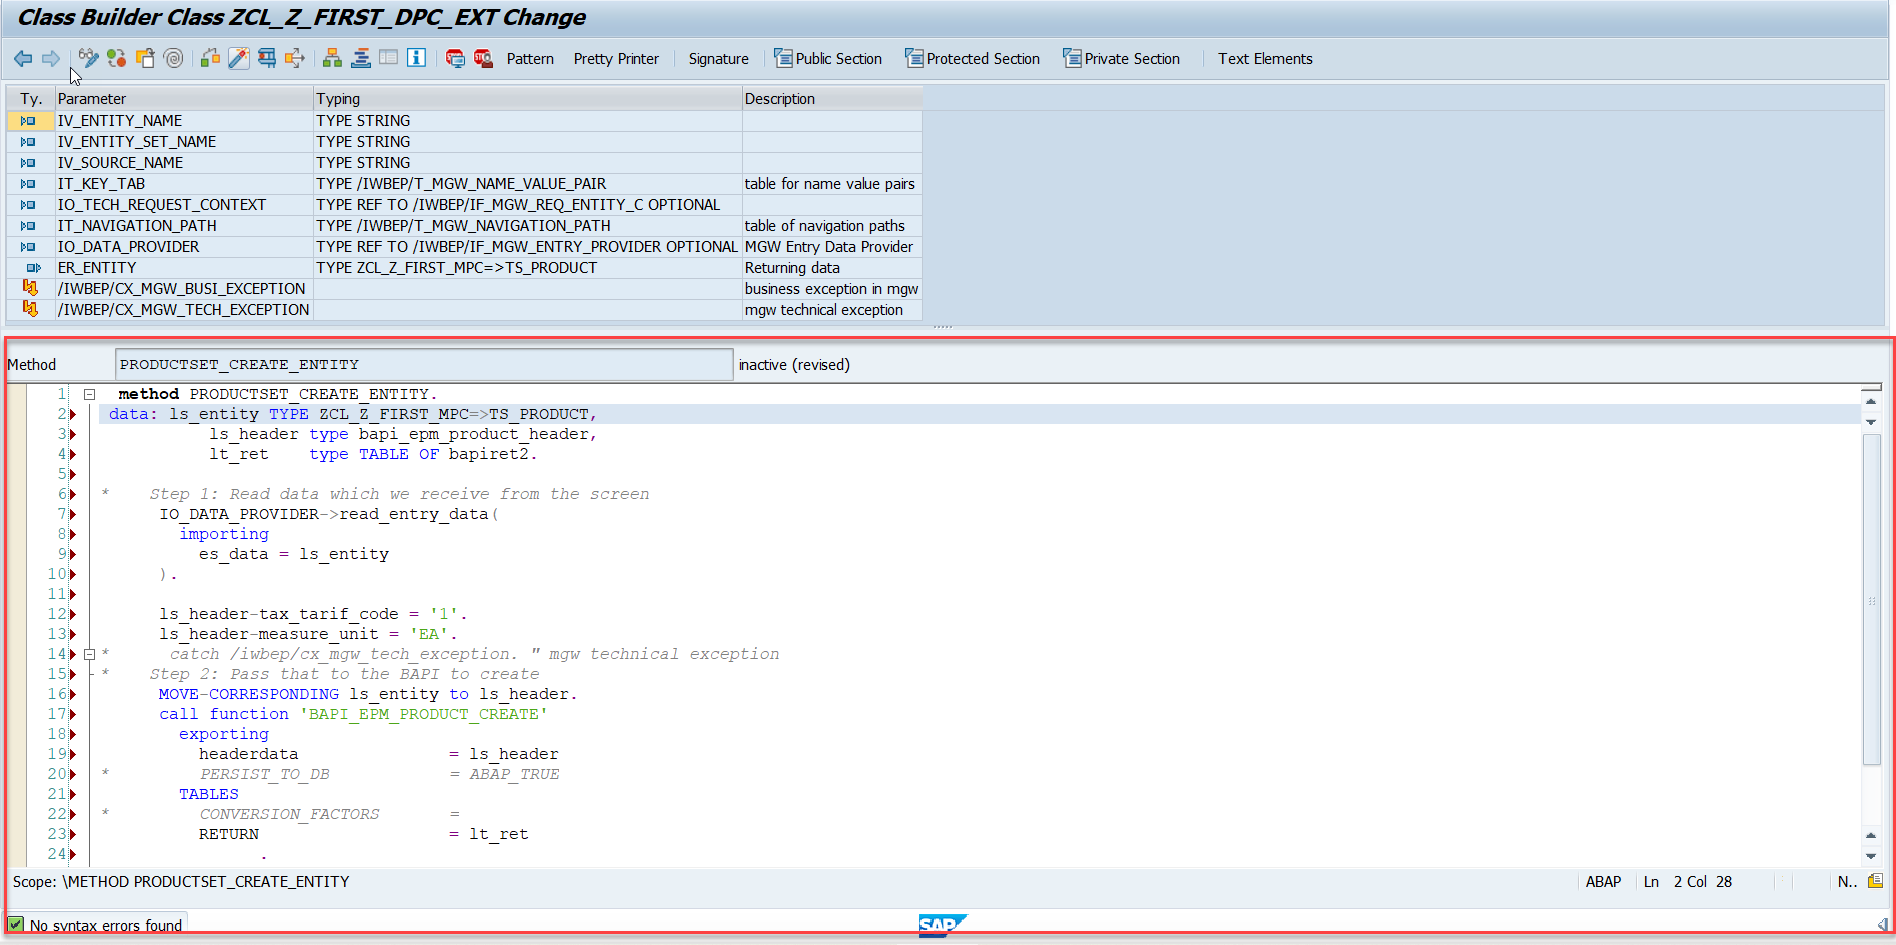 Class Builder Class ZCL_Z_FIRST_DPC_EXT Change
Pattern Pretty Printer Signature Public Section Protected Section Private Section Text Elements
Ty. Parameter Typing Description
IV_ENTITY_NAME TYPE STRING
IV_ENTITY_SET_NAME TYPE STRING
IV_SOURCE_NAME TYPE STRING
IT_KEY_TAB TYPE /IWBEP/T_MGW_NAME_VALUE_PAIR table for name value pairs
IO_TECH_REQUEST_CONTEXT TYPE REF TO /IWBEP/IF_MGW_REQ_ENTITY_C OPTIONAL
IT_NAVIGATION_PATH TYPE /IWBEP/T_MGW_NAVIGATION_PATH table of navigation paths
IO_DATA_PROVIDER TYPE REF TO /IWBEP/IF_MGW_ENTRY_PROVIDER OPTIONAL MGW Entry Data Provider
ER_ENTITY TYPE ZCL_Z_FIRST_MPC=>TS_PRODUCT Returning data
/IWBEP/CX_MGW_BUSI_EXCEPTION business exception in mgw
/IWBEP/CX_MGW_TECH_EXCEPTION mgw technical exception
Method PRODUCTSET_CREATE_ENTITY inactive (revised)
1 method PRODUCTSET_CREATE_ENTITY.
2 data: ls_entity TYPE ZCL_Z_FIRST_MPC=>TS_PRODUCT,
3 ls_header type bapi_epm_product_header,
4 lt_ret type TABLE OF bapiret2.
5
6 * Step 1: Read data which we receive from the screen
7 IO_DATA_PROVIDER->read_entry_data(
8 importing
9 es_data = ls_entity
10 ).
11
12 ls_header-tax_tarif_code = '1'.
13 ls_header-measure_unit = 'EA'.
14 * catch /iwbep/cx_mgw_tech_exception. " mgw technical exception
15 * Step 2: Pass that to the BAPI to create
16 MOVE-CORRESPONDING ls_entity to ls_header.
17 call function 'BAPI_EPM_PRODUCT_CREATE'
18 exporting
19 headerdata = ls_header
20 * PERSIST_TO_DB = ABAP_TRUE
21 TABLES
22 * CONVERSION_FACTORS =
23 RETURN = lt_ret
24 .
Scope: \METHOD PRODUCTSET_CREATE_ENTITY ABAP Ln 2 Col 28 N..
No syntax errors found SAP